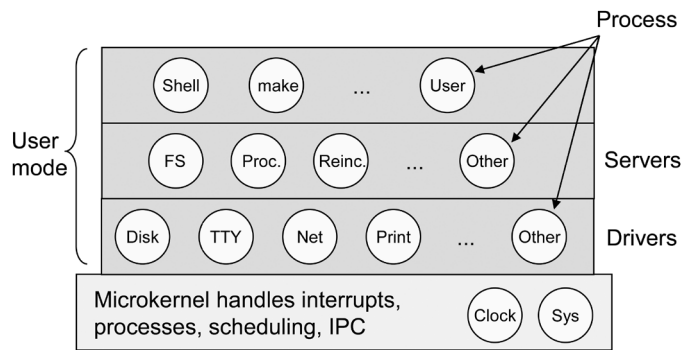 Process
Shell make ... User
User
mode
FS Proc. Reinc. ... Other Servers
Disk TTY Net Print ... Other Drivers
Microkernel handles interrupts,
processes, scheduling, IPC
Clock Sys